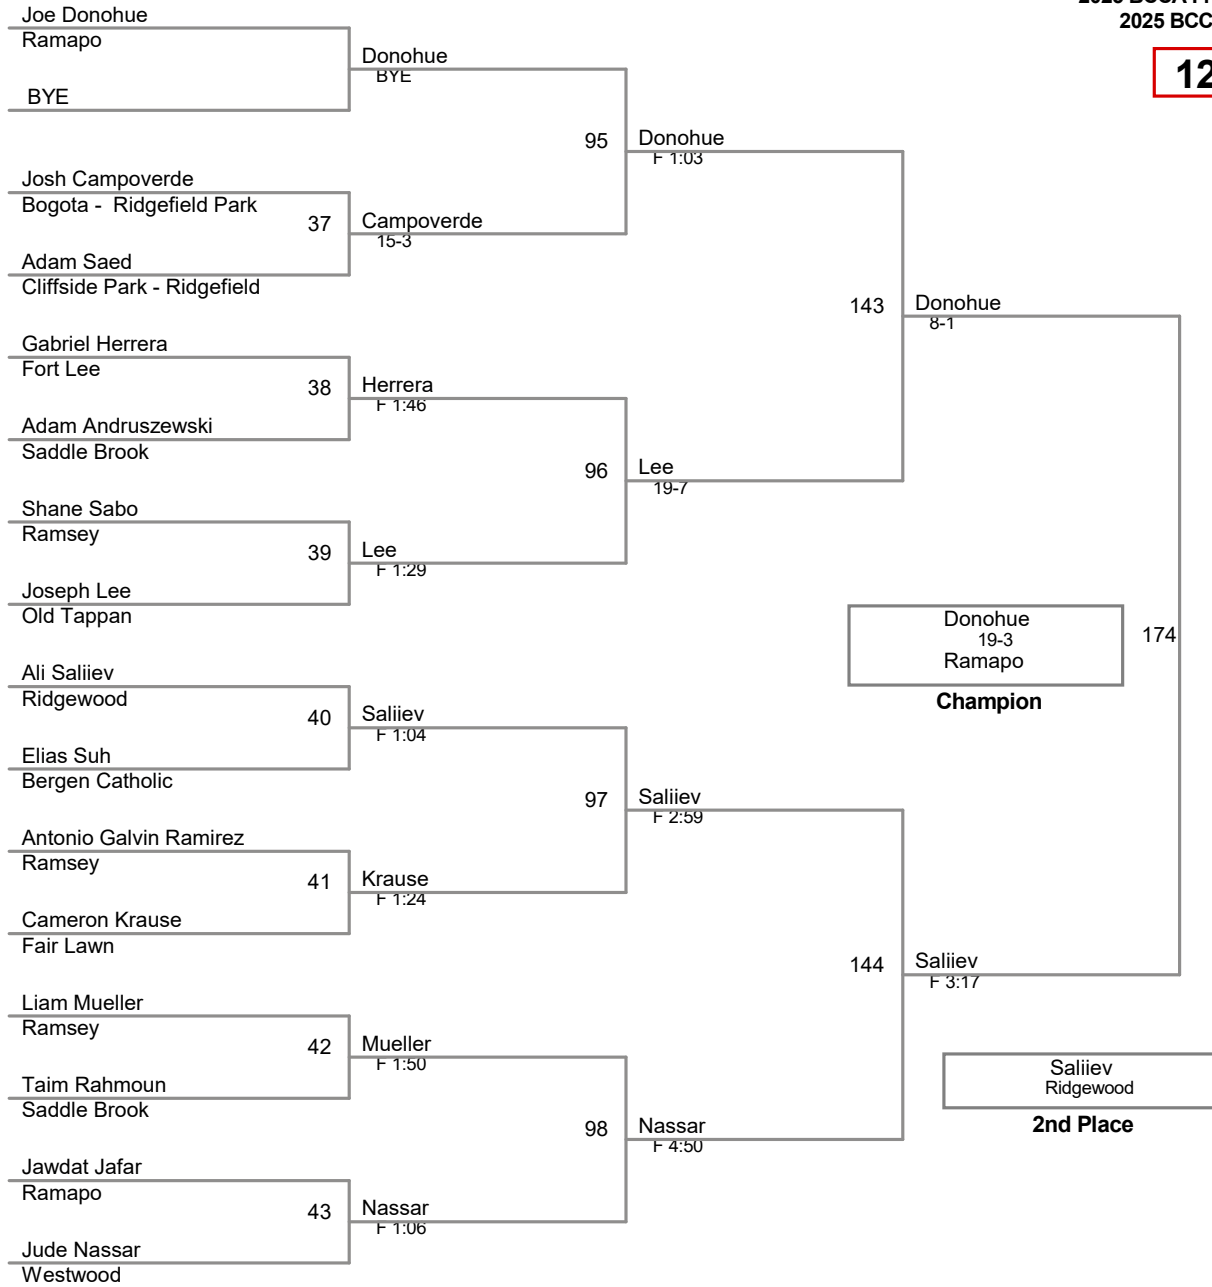 2025 BCC
12
Joe Donohue
Ramapo
Donohue
BYE
BYE
95
Donohue
F 1:03
Josh Campoverde
Bogota - Ridgefield Park
37
Campoverde
15-3
Adam Saed
Cliffside Park - Ridgefield
143
Donohue
8-1
Gabriel Herrera
Fort Lee
38
Herrera
F 1:46
Adam Andruszewski
Saddle Brook
96
Lee
19-7
Shane Sabo
Ramsey
39
Lee
F 1:29
Joseph Lee
Old Tappan
Donohue
19-3
Ramapo
Champion
174
Ali Saliiev
Ridgewood
40
Saliiev
F 1:04
Elias Suh
Bergen Catholic
97
Saliiev
F 2:59
Antonio Galvin Ramirez
Ramsey
41
Krause
F 1:24
Cameron Krause
Fair Lawn
144
Saliiev
F 3:17
Liam Mueller
Ramsey
42
Mueller
F 1:50
Taim Rahmoun
Saddle Brook
Saliiev
Ridgewood
2nd Place
98
Nassar
F 4:50
Jawdat Jafar
Ramapo
43
Nassar
F 1:06
Jude Nassar
Westwood